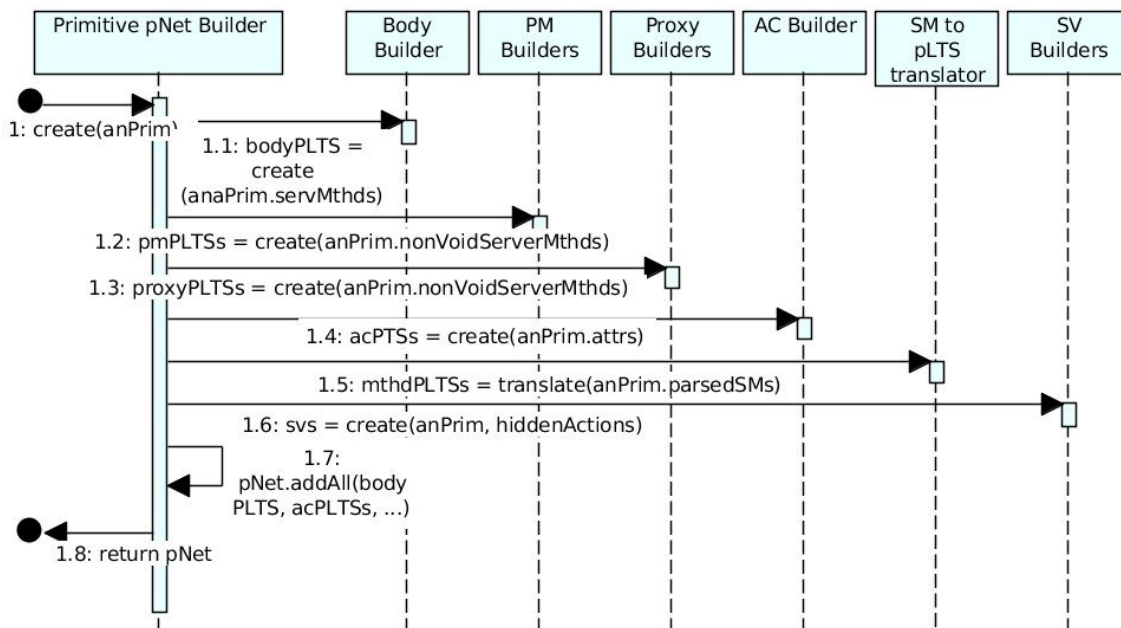 Primitive pNet Builder
Body
Builder
PM
Builders
Proxy
Builders
AC Builder
SM to
pLTS
translator
SV
Builders
1: create(anPrim)
1.1: bodyPLTS =
create
(anaPrim.servMthds)
1.2: pmPLTSs = create(anPrim.nonVoidServerMthds)
1.3: proxyPLTSs = create(anPrim.nonVoidServerMthds)
1.4: acPTSs = create(anPrim.attrs)
1.5: mthdPLTSs = translate(anPrim.parsedSMs)
1.6: svs = create(anPrim, hiddenActions)
1.7:
pNet.addAll(body
PLTS, acPLTSs, ...)
1.8: return pNet